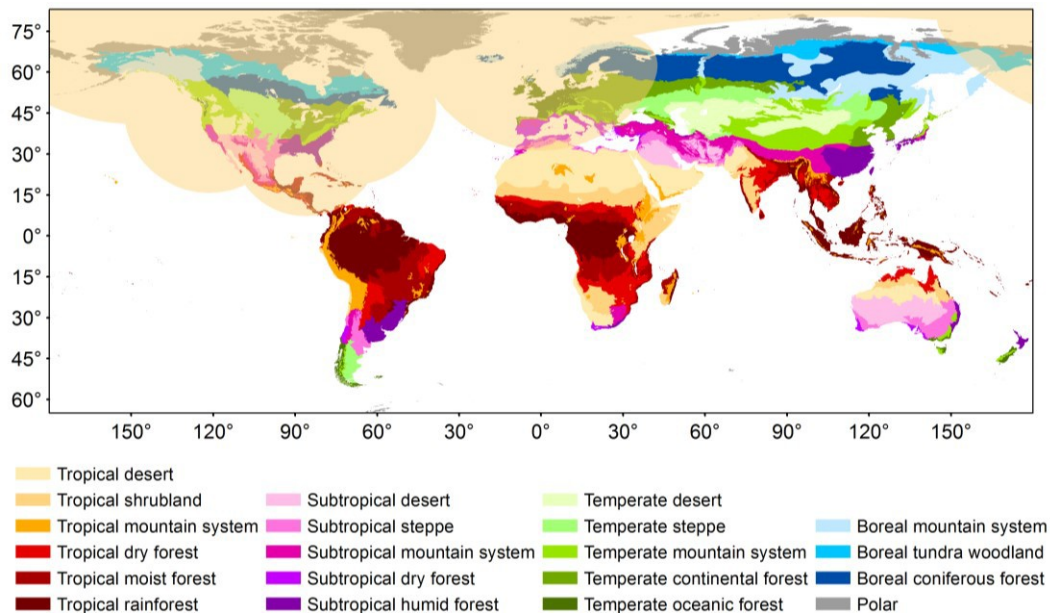 75°
60°
45°
30°
15°
0°
15°
30°
45°
60°
150° 120° 90° 60° 30° 0° 30° 60° 90° 120° 150°
Tropical desert
Tropical shrubland Subtropical desert Temperate desert
Tropical mountain system Subtropical steppe Temperate steppe Boreal mountain system
Tropical dry forest Subtropical mountain system Temperate mountain system Boreal tundra woodland
Tropical moist forest Subtropical dry forest Temperate continental forest Boreal coniferous forest
Tropical rainforest Subtropical humid forest Temperate oceanic forest Polar